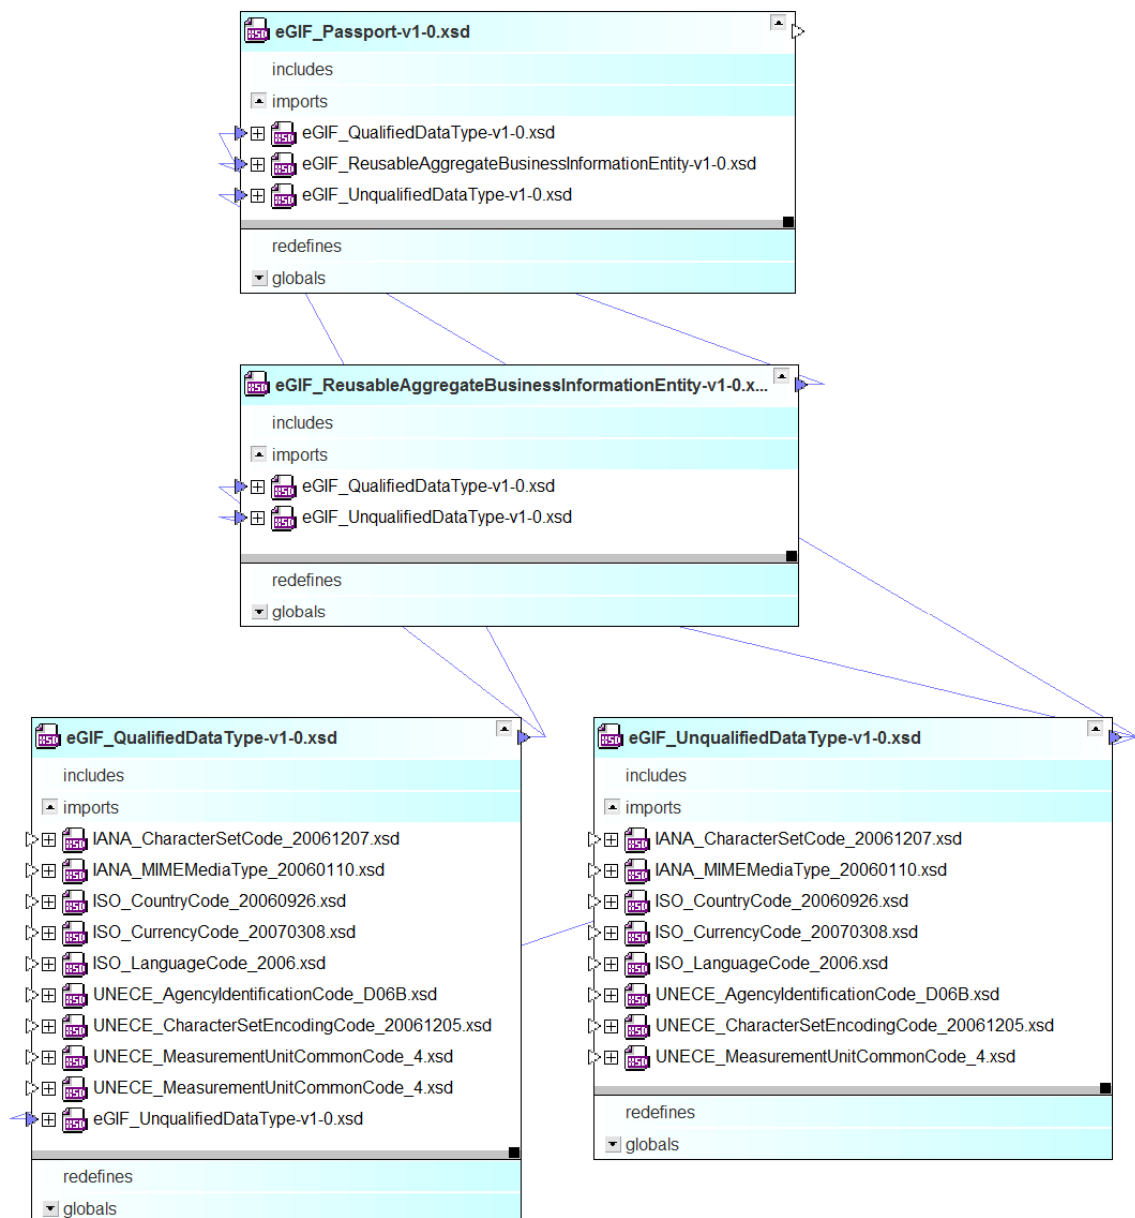 eGIF_Passport-v1-0.xsd
includes
imports
eGIF_QualifiedDataType-v1-0.xsd
eGIF_ReusableAggregateBusinessInformationEntity-v1-0.xsd
eGIF_UnqualifiedDataType-v1-0.xsd
redefines
globals
eGIF_ReusableAggregateBusinessInformationEntity-v1-0.x...
includes
imports
eGIF_QualifiedDataType-v1-0.xsd
eGIF_UnqualifiedDataType-v1-0.xsd
redefines
globals
eGIF_QualifiedDataType-v1-0.xsd
includes
imports
IANA_CharacterSetCode_20061207.xsd
IANA_MIMEMediaType_20060110.xsd
ISO_CountryCode_20060926.xsd
ISO_CurrencyCode_20070308.xsd
ISO_LanguageCode_2006.xsd
UNECE_AgencyIdentificationCode_D06B.xsd
UNECE_CharacterSetEncodingCode_20061205.xsd
UNECE_MeasurementUnitCommonCode_4.xsd
UNECE_MeasurementUnitCommonCode_4.xsd
eGIF_UnqualifiedDataType-v1-0.xsd
redefines
globals
eGIF_UnqualifiedDataType-v1-0.xsd
includes
imports
IANA_CharacterSetCode_20061207.xsd
IANA_MIMEMediaType_20060110.xsd
ISO_CountryCode_20060926.xsd
ISO_CurrencyCode_20070308.xsd
ISO_LanguageCode_2006.xsd
UNECE_AgencyIdentificationCode_D06B.xsd
UNECE_CharacterSetEncodingCode_20061205.xsd
UNECE_MeasurementUnitCommonCode_4.xsd
redefines
globals